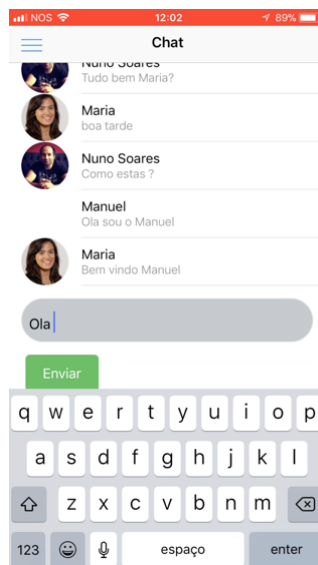 NOS 12:02 89%
Chat
Nuno Soares
Tudo bem Maria?
Maria
boa tarde
Nuno Soares
Como estas ?
Manuel
Ola sou o Manuel
Maria
Bem vindo Manuel
Ola
Enviar
q w e r t y u i o p
a s d f g h j k l
z x c v b n m
123 espaço enter